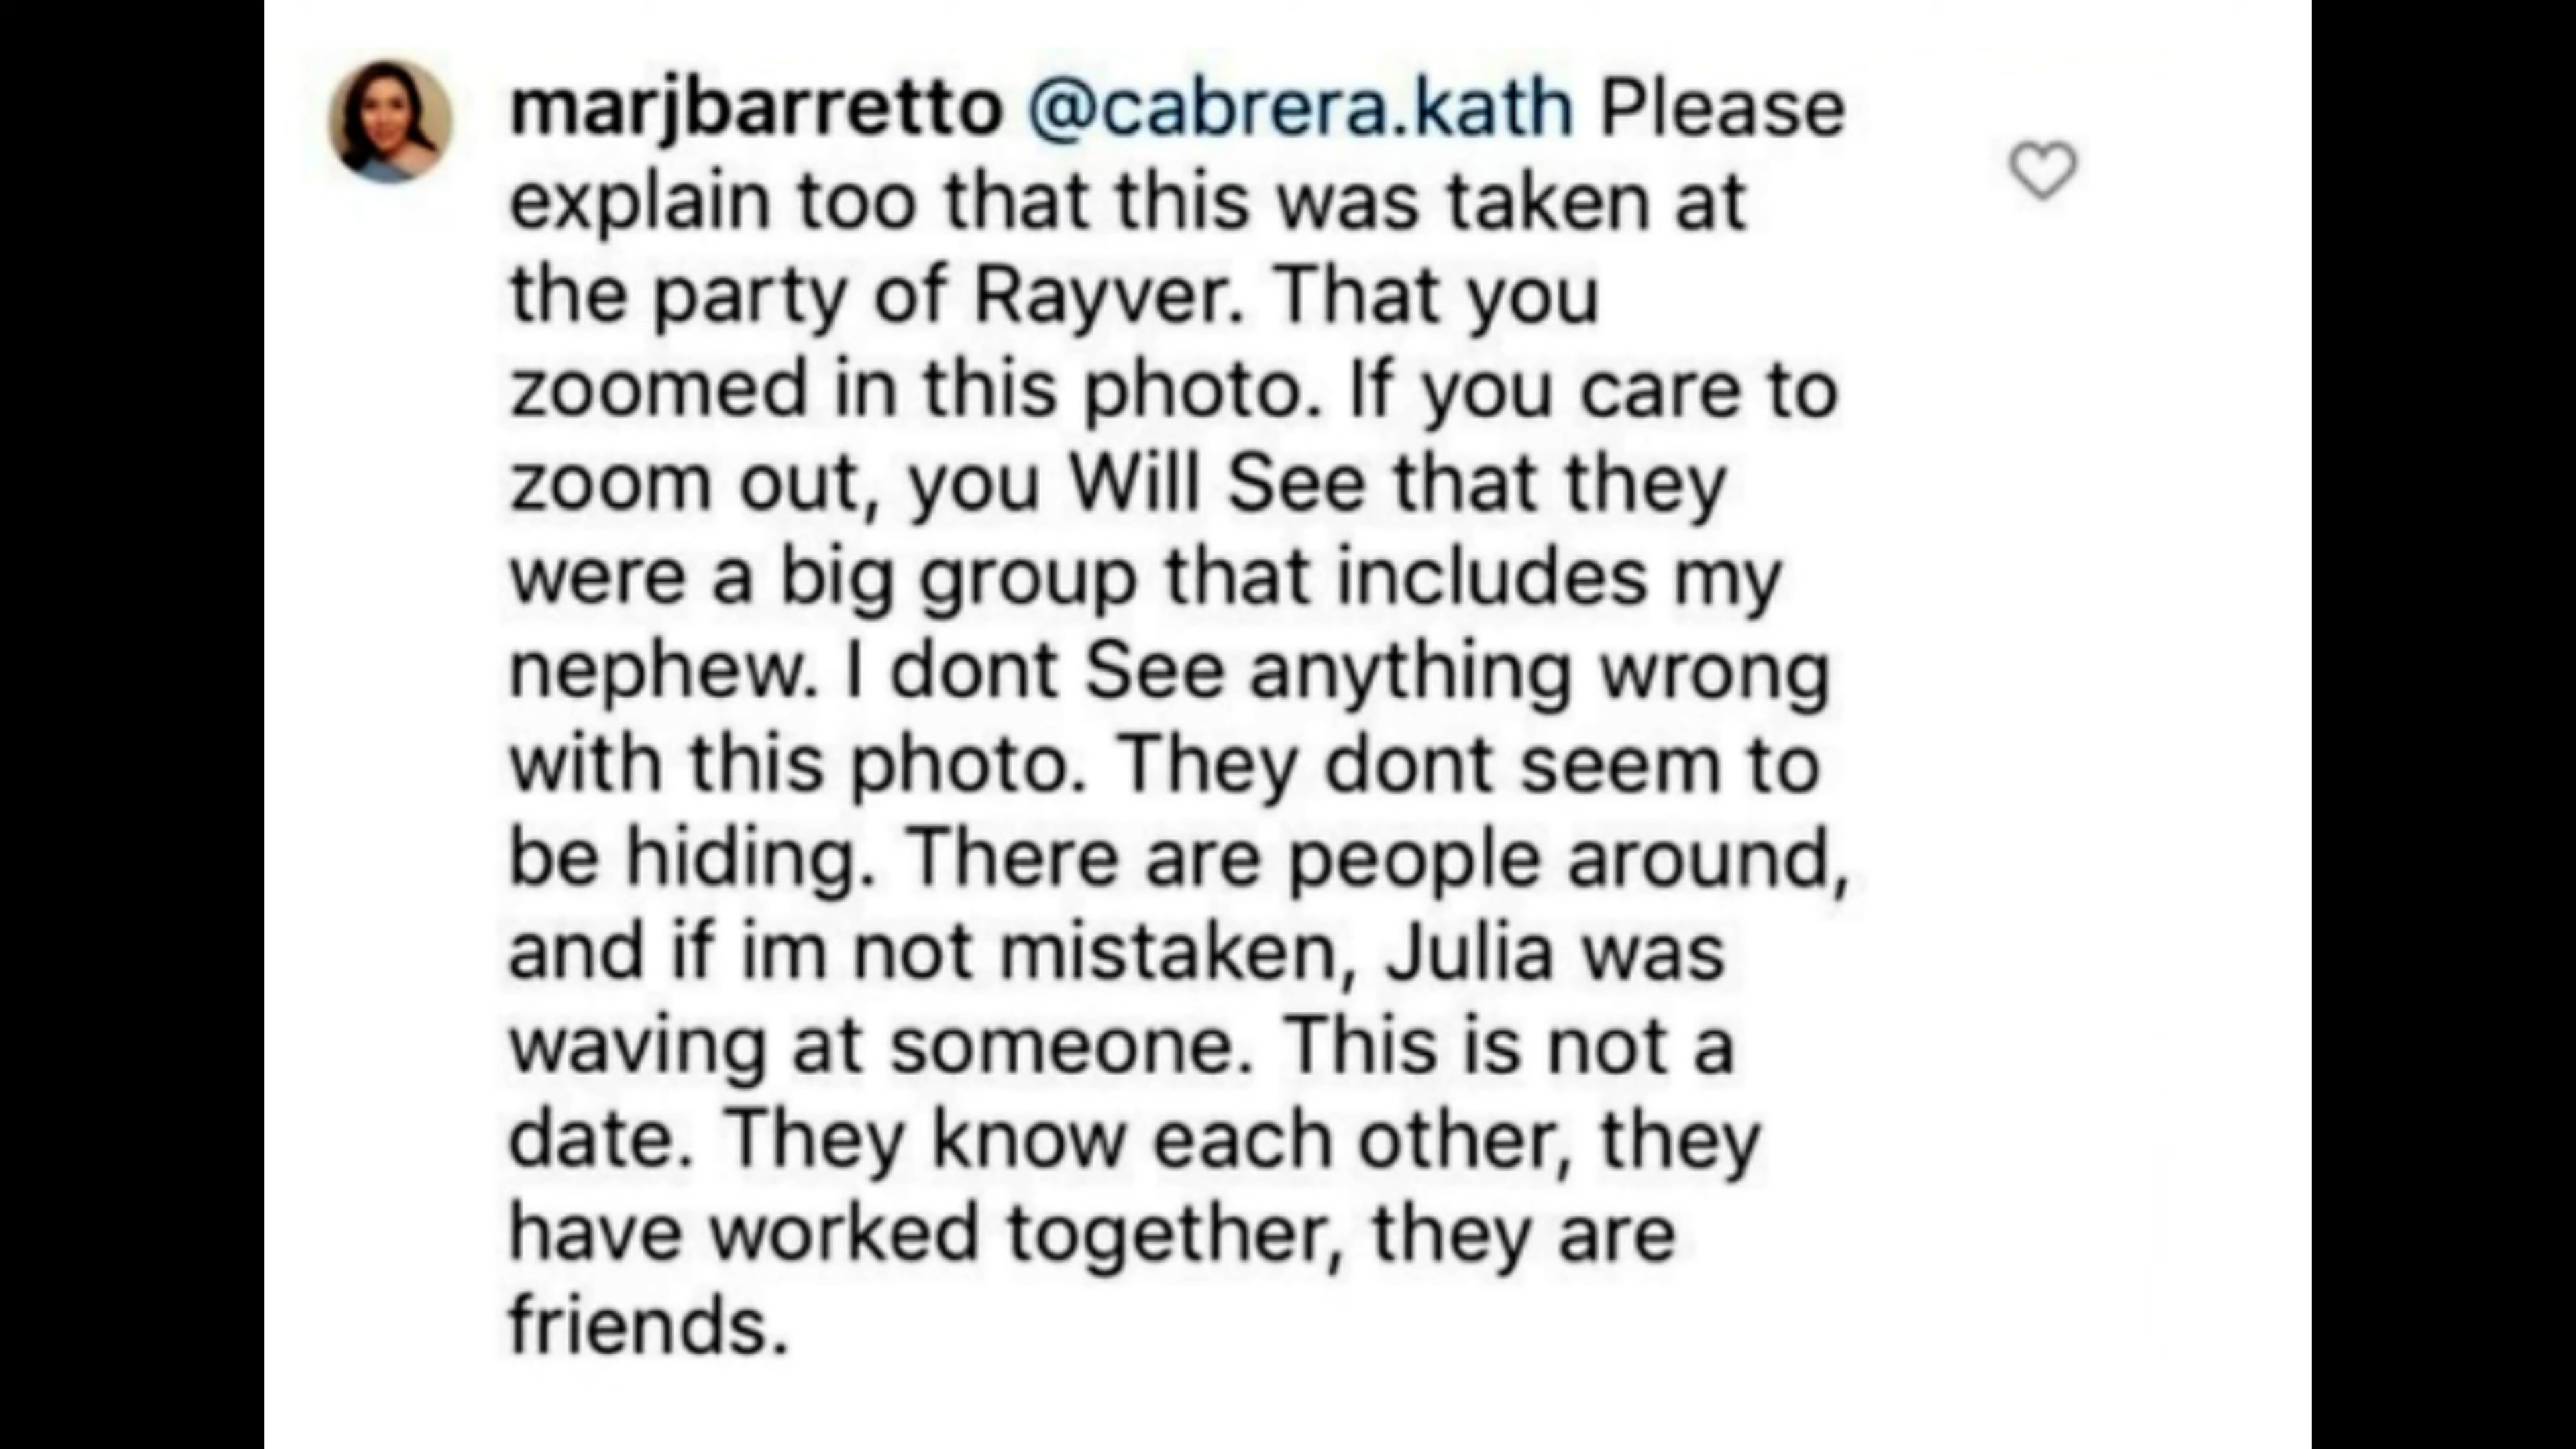 marjbarretto @cabrera.kath Please
explain too that this was taken at
the party of Rayver. That you
zoomed in this photo. If you care to
zoom out, you Will See that they
were a big group that includes my
nephew. I dont See anything wrong
with this photo. They dont seem to
be hiding. There are people around,
and if im not mistaken, Julia was
waving at someone. This is not a
date. They know each other, they
have worked together, they are
friends.